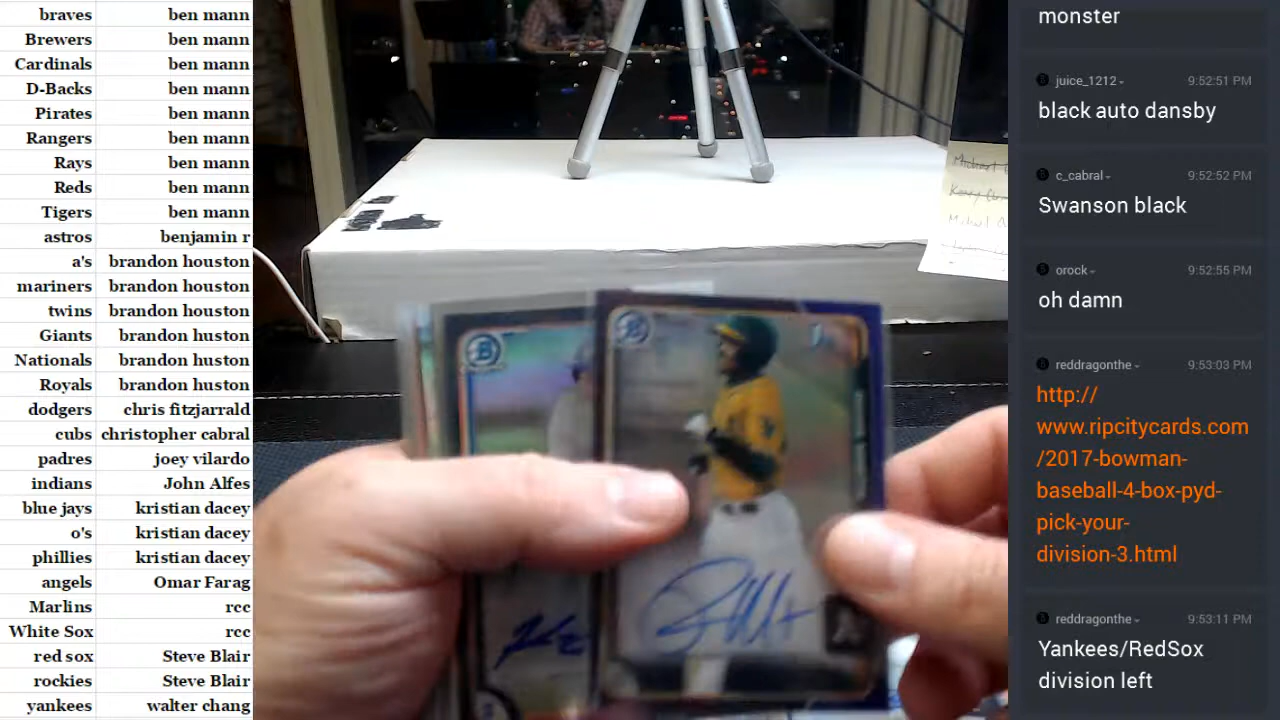 braves ben mann
Brewers ben mann
Cardinals ben mann
D-Backs ben mann
Pirates ben mann
Rangers ben mann
Rays ben mann
Reds ben mann
Tigers ben mann
astros benjamin r
a's brandon houston
mariners brandon houston
twins brandon houston
Giants brandon huston
Nationals brandon huston
Royals brandon huston
dodgers chris fitzjarrald
cubs christopher cabral
padres joey vilardo
indians John Alfes
blue jays kristian dacey
o's kristian dacey
phillies kristian dacey
angels Omar Farag
Marlins rcc
White Sox rcc
red sox Steve Blair
rockies Steve Blair
yankees walter chang
B
B
monster
juice_1212 9:52:51 PM
black auto dansby
c_cabral 9:52:52 PM
Swanson black
orock 9:52:55 PM
oh damn
reddragonthe 9:53:03 PM
http://
www.ripcitycards.com
/2017-bowman-
baseball-4-box-pyd-
pick-your-
division-3.html
reddragonthe 9:53:11 PM
Yankees/RedSox
division left